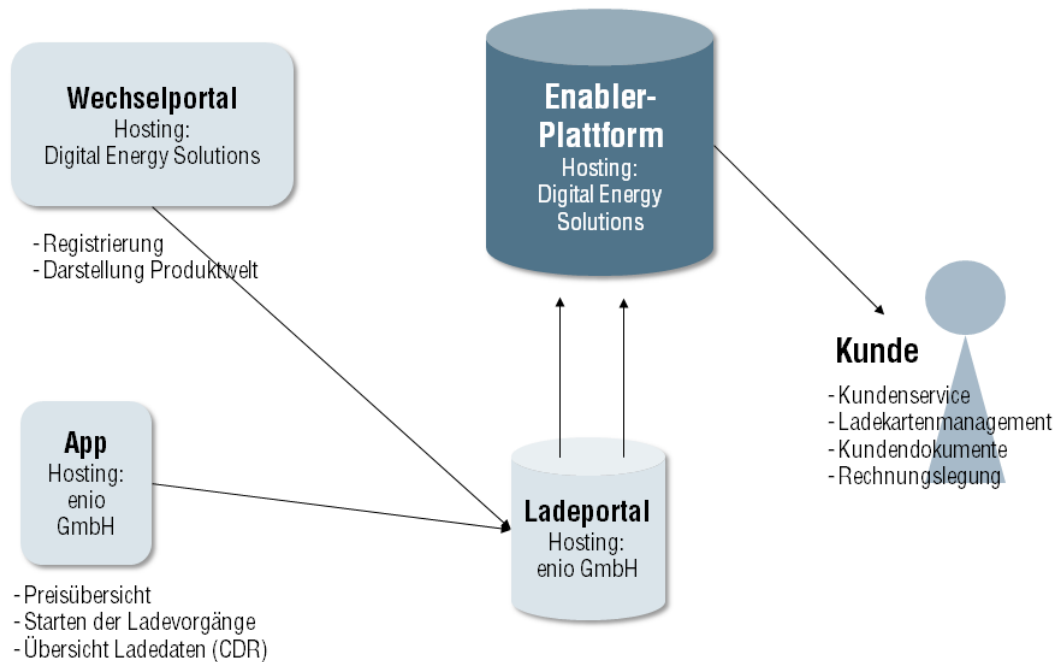 Wechselportal
Hosting:
Digital Energy Solutions
- Registrierung
- Darstellung Produktwelt
Enabler-
Plattform
Hosting:
Digital Energy
Solutions
Kunde
- Kundenservice
- Ladekartenmanagement
- Kundendokumente
- Rechnungslegung
App
Hosting:
enio
GmbH
- Preisübersicht
- Starten der Ladevorgänge
- Übersicht Ladedaten (CDR)
Ladeportal
Hosting:
enio GmbH